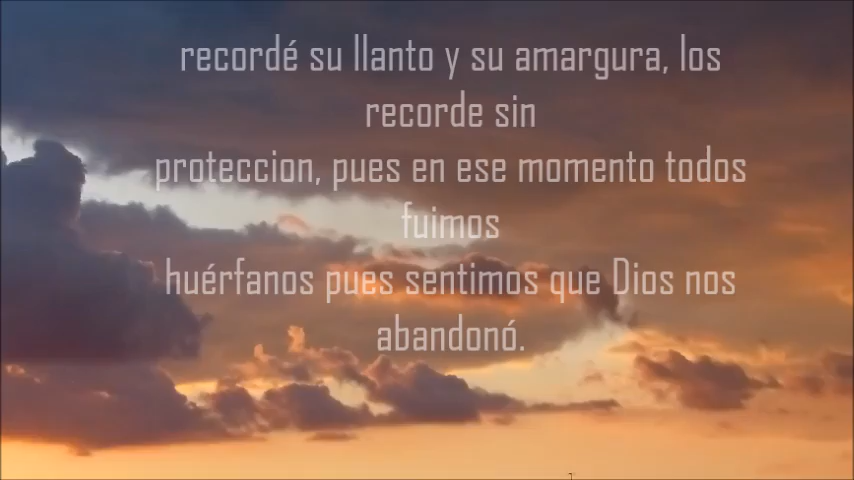 recordé su llanto y su amargura, los
recorde sin
proteccion, pues en ese momento todos
fuimos
huérfanos pues sentimos que Dios nos
abandonó.